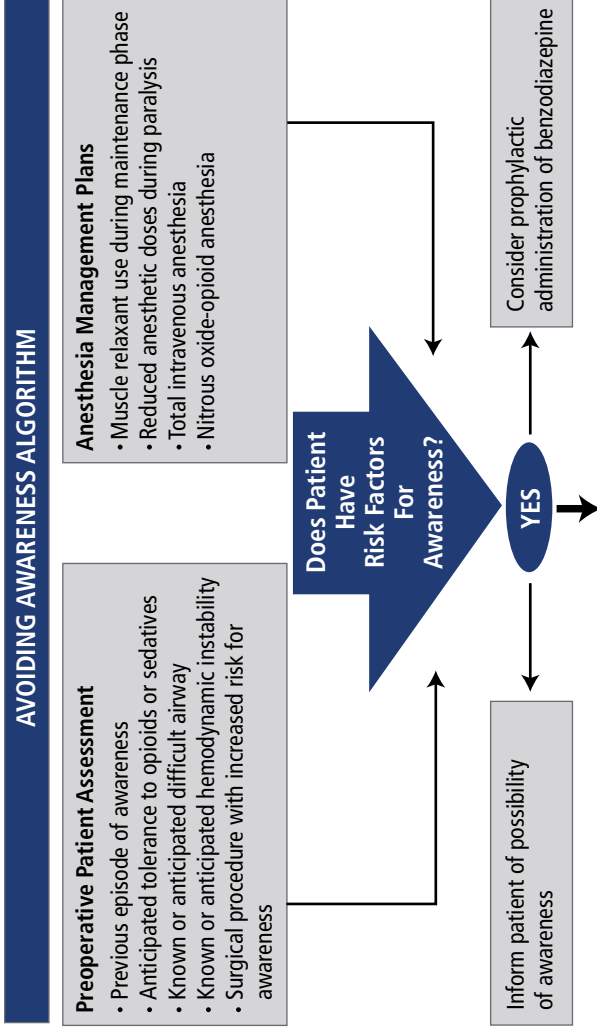 AVOIDING AWARENESS ALGORITHM
Preoperative Patient Assessment
• Previous episode of awareness
• Anticipated tolerance to opioids or sedatives
• Known or anticipated difficult airway
• Known or anticipated hemodynamic instability
• Surgical procedure with increased risk for
awareness
Anesthesia Management Plans
• Muscle relaxant use during maintenance phase
• Reduced anesthetic doses during paralysis
• Total intravenous anesthesia
• Nitrous oxide-opioid anesthesia
Does Patient
Have
Risk Factors
For
Awareness?
YES
Inform patient of possibility
of awareness
Consider prophylactic
administration of benzodiazepine